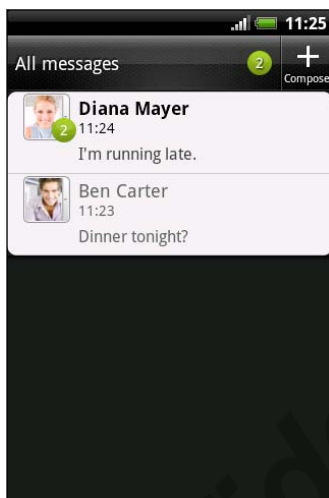 11:25
All messages
2
Compose
Diana Mayer
2
11:24
I'm running late.
Ben Carter
11:23
Dinner tonight?